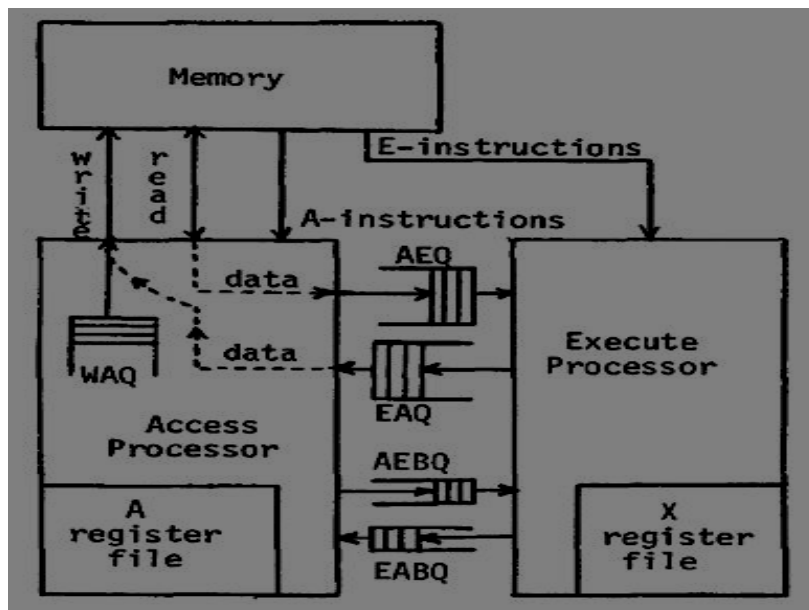 Memory
E-instructions
write
read
A-instructions
AEQ
data
data
WAQ
EAQ
Execute
Processor
Access
Processor
AEBQ
A
register
file
EABQ
X
register
file